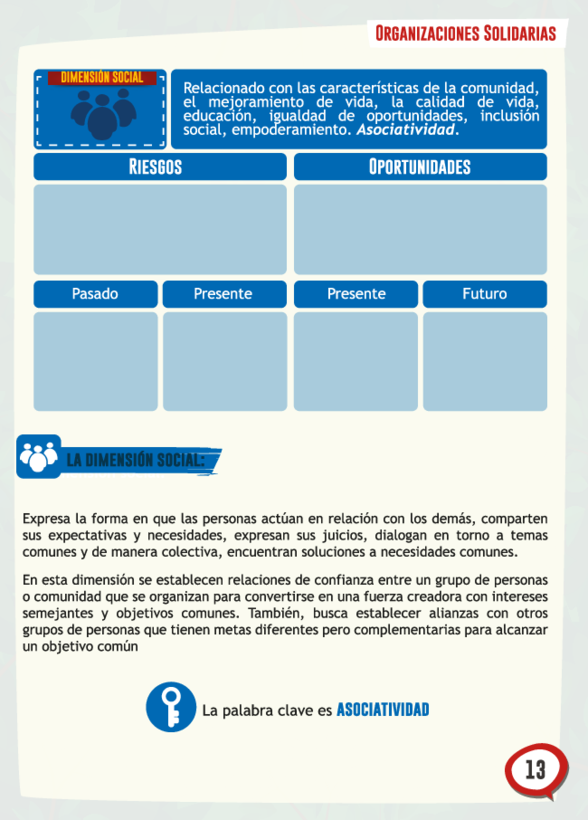 ORGANIZACIONES SOLIDARIAS
DIMENSIÓN SOCIAL
Relacionado con las características de la comunidad,
el mejoramiento de vida, la calidad de vida,
educación, igualdad de oportunidades, inclusión
social, empoderamiento. Asociatividad.
RIESGOS
OPORTUNIDADES
Pasado
Presente
Presente
Futuro
LA DIMENSIÓN SOCIAL:
Expresa la forma en que las personas actúan en relación con los demás, comparten
sus expectativas y necesidades, expresan sus juicios, dialogan en torno a temas
comunes y de manera colectiva, encuentran soluciones a necesidades comunes.
En esta dimensión se establecen relaciones de confianza entre un grupo de personas
o comunidad que se organizan para convertirse en una fuerza creadora con intereses
semejantes y objetivos comunes. También, busca establecer alianzas con otros
grupos de personas que tienen metas diferentes pero complementarias para alcanzar
un objetivo común
La palabra clave es ASOCIATIVIDAD
13